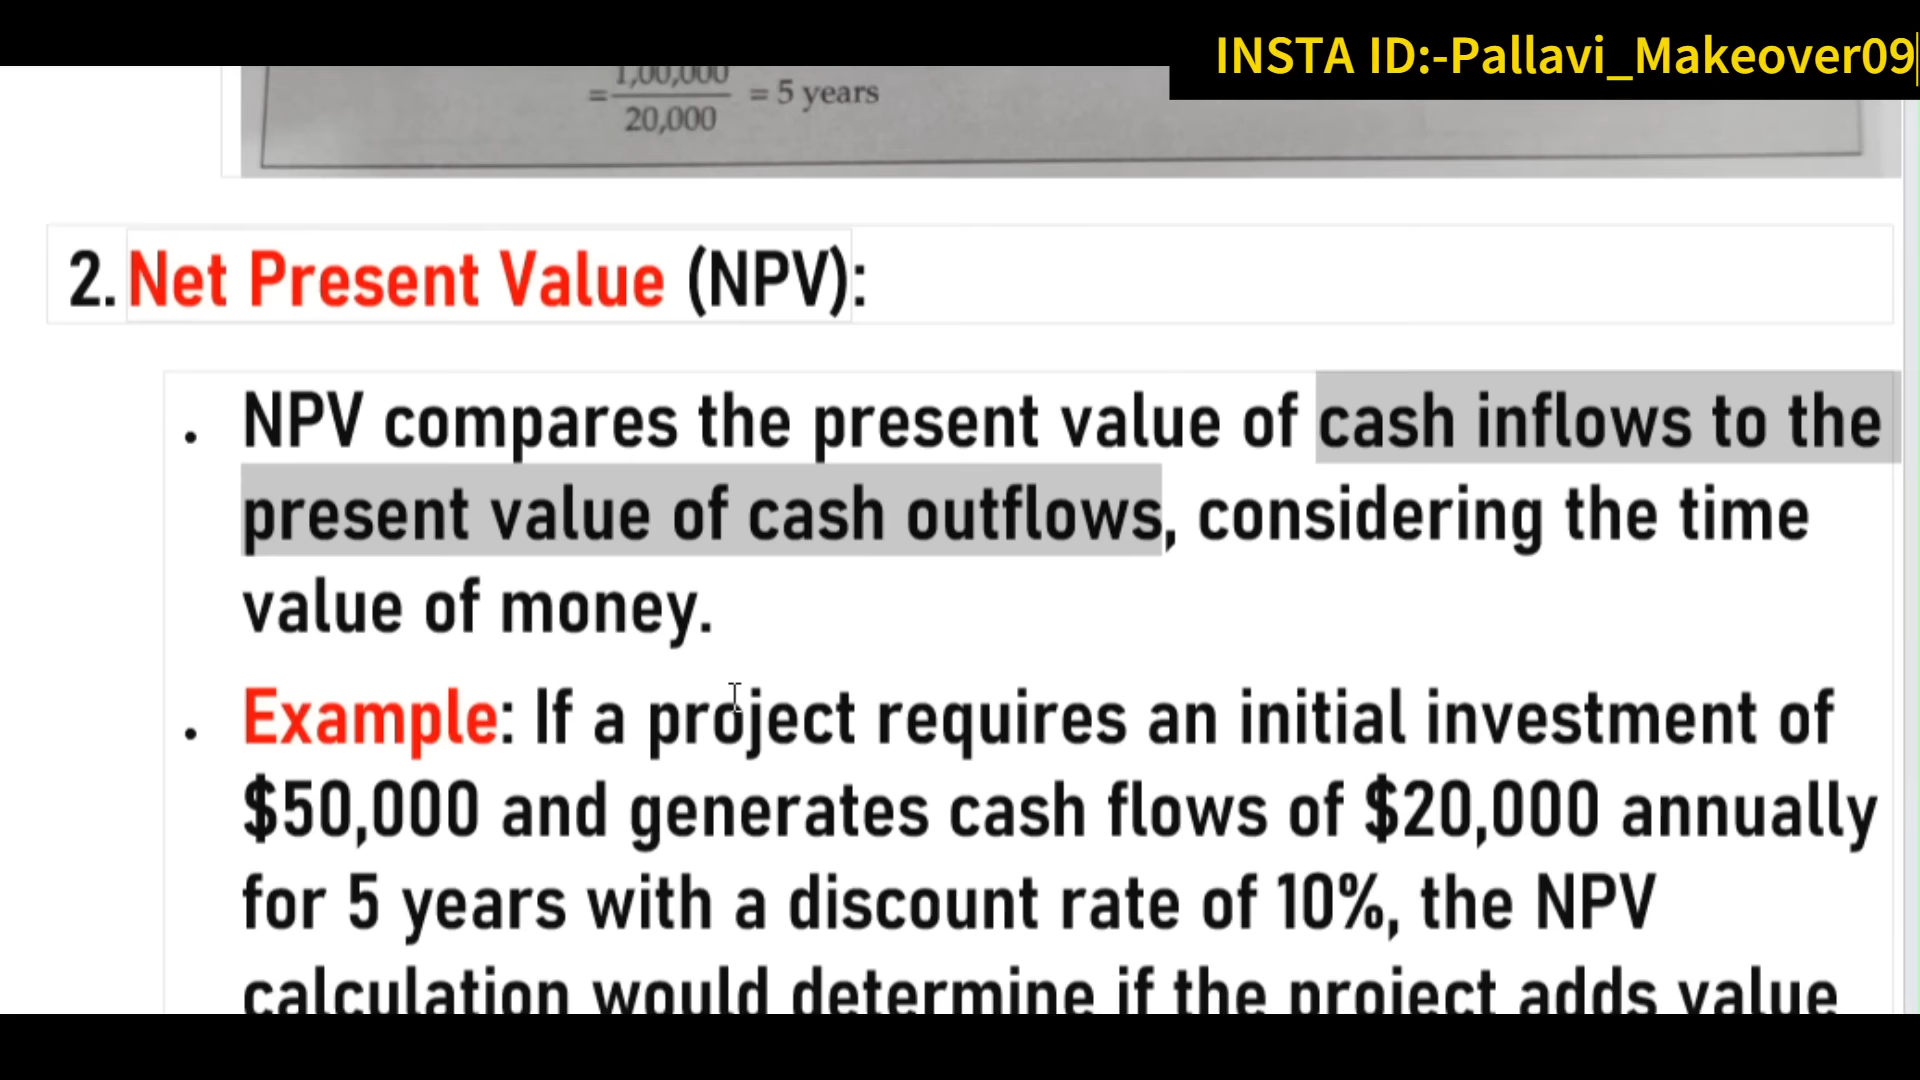 INSTA ID:-Pallavi_Makeover09
= 1,00,000 / 20,000 = 5 years
2. Net Present Value (NPV):
• NPV compares the present value of cash inflows to the
present value of cash outflows, considering the time
value of money.
• Example: If a project requires an initial investment of
$50,000 and generates cash flows of $20,000 annually
for 5 years with a discount rate of 10%, the NPV
calculation would determine if the project adds value